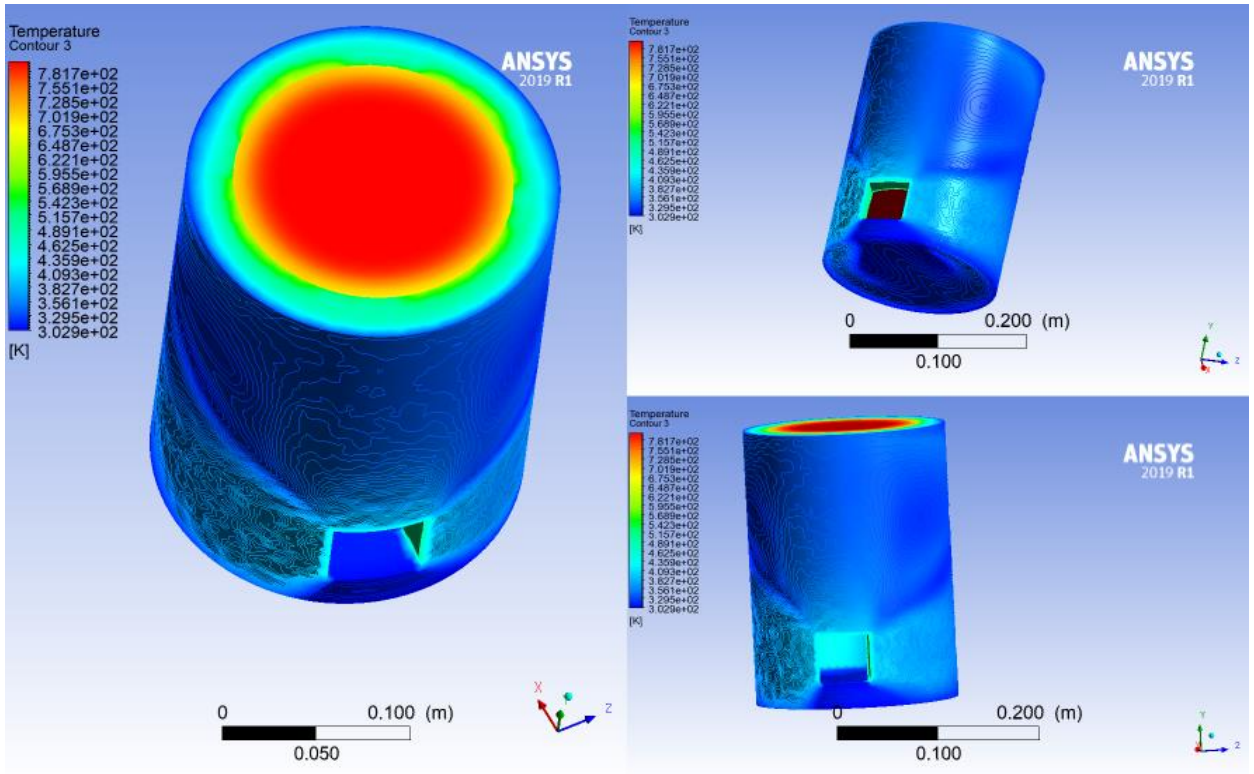 Temperature
Contour 3
7.817e+02
7.551e+02
7.285e+02
7.019e+02
6.753e+02
6.487e+02
6.221e+02
5.955e+02
5.689e+02
5.423e+02
5.157e+02
4.891e+02
4.625e+02
4.359e+02
4.093e+02
3.827e+02
3.561e+02
3.295e+02
3.029e+02
[K]
ANSYS
2019 R1
X
Z
0 0.100 (m)
0.050
Temperature
Contour 3
7.817e+02
7.551e+02
7.285e+02
7.019e+02
6.753e+02
6.487e+02
6.221e+02
5.955e+02
5.689e+02
5.423e+02
5.157e+02
4.891e+02
4.625e+02
4.359e+02
4.093e+02
3.827e+02
3.561e+02
3.295e+02
3.029e+02
[K]
ANSYS
2019 R1
0 0.200 (m)
0.100
Y
X
Z
Temperature
Contour 3
7.817e+02
7.551e+02
7.285e+02
7.019e+02
6.753e+02
6.487e+02
6.221e+02
5.955e+02
5.689e+02
5.423e+02
5.157e+02
4.891e+02
4.625e+02
4.359e+02
4.093e+02
3.827e+02
3.561e+02
3.295e+02
3.029e+02
[K]
ANSYS
2019 R1
0 0.200 (m)
0.100
Y
Z